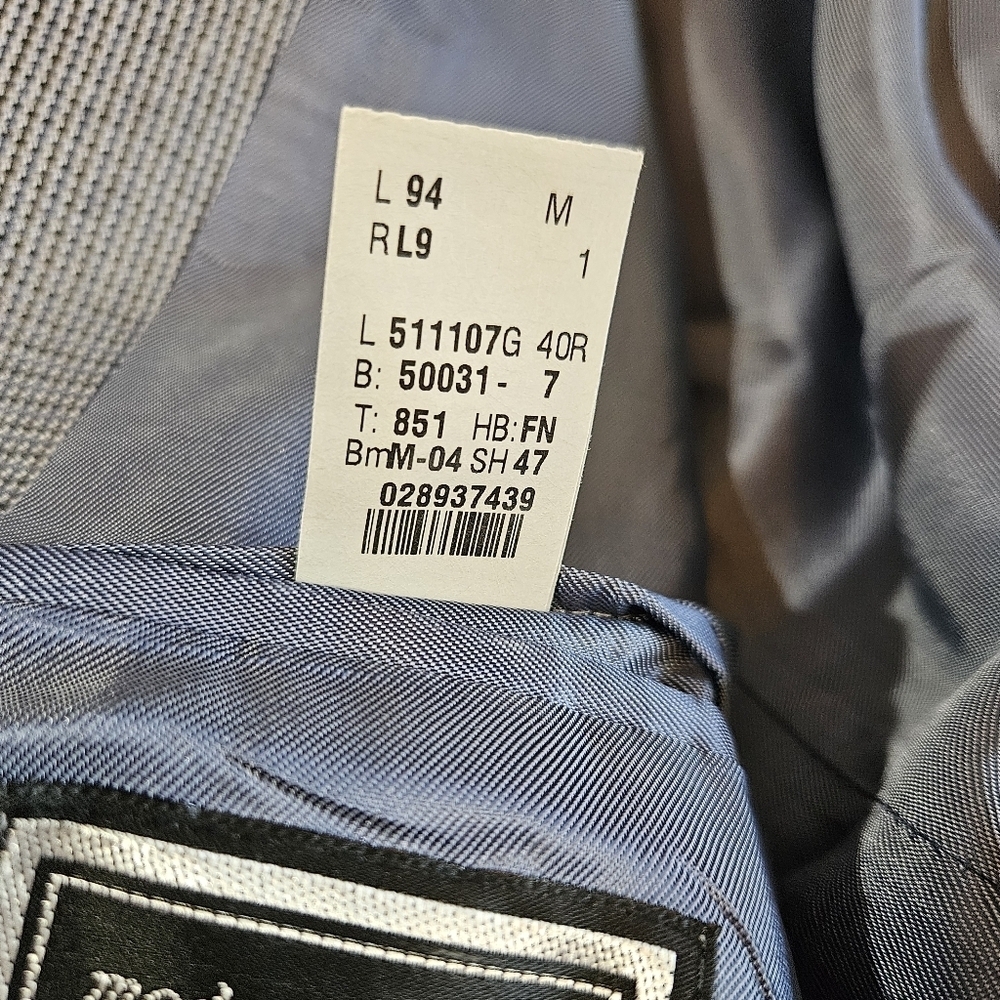 L 94 M
RL9 1
L 511107G 40R
B: 50031- 7
T: 851 HB:FN
BmM-04 SH 47
028937439